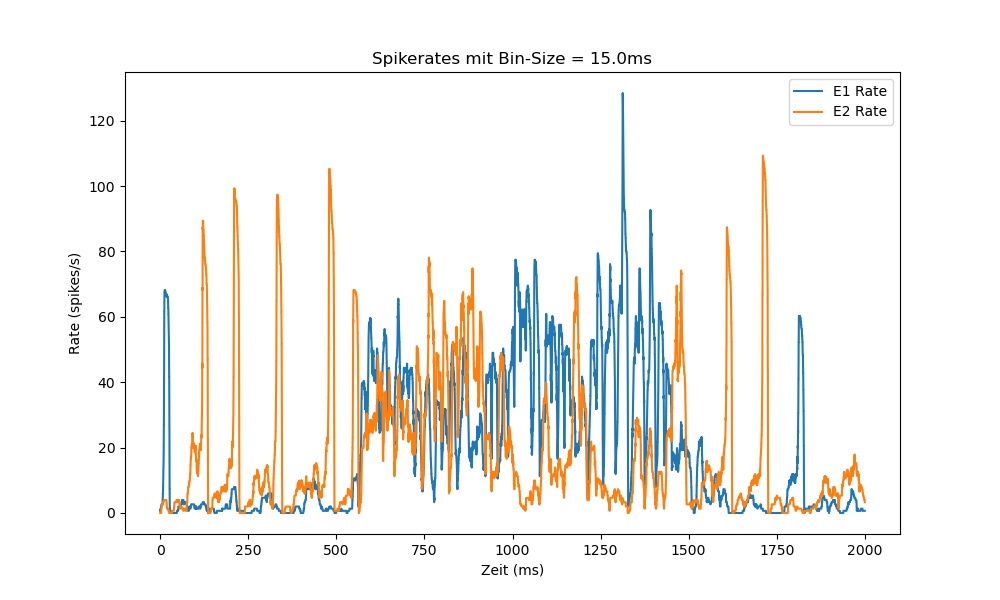 Spikerates mit Bin-Size = 15.0ms
E1 Rate
E2 Rate
120
100
80
60
40
20
0
Rate (spikes/s)
0 250 500 750 1000 1250 1500 1750 2000
Zeit (ms)